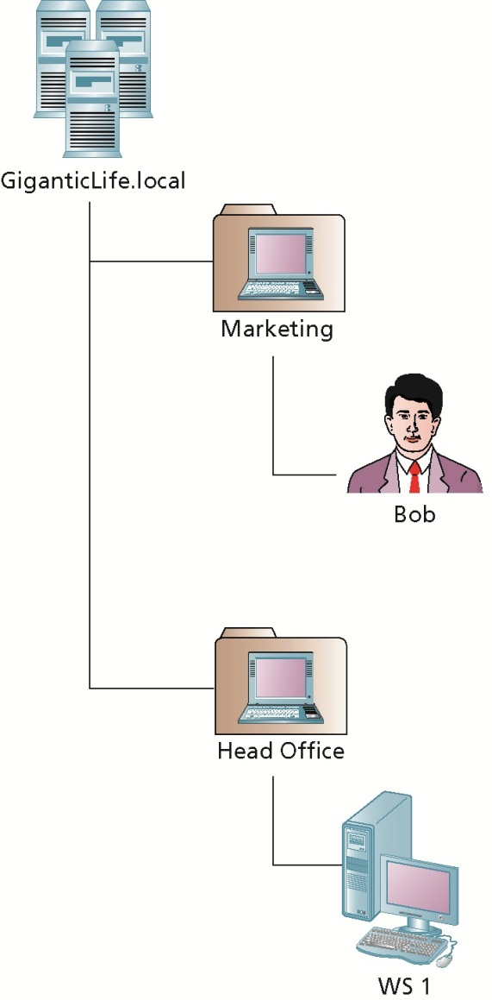 GiganticLife.local
Marketing
Bob
Head Office
WS 1